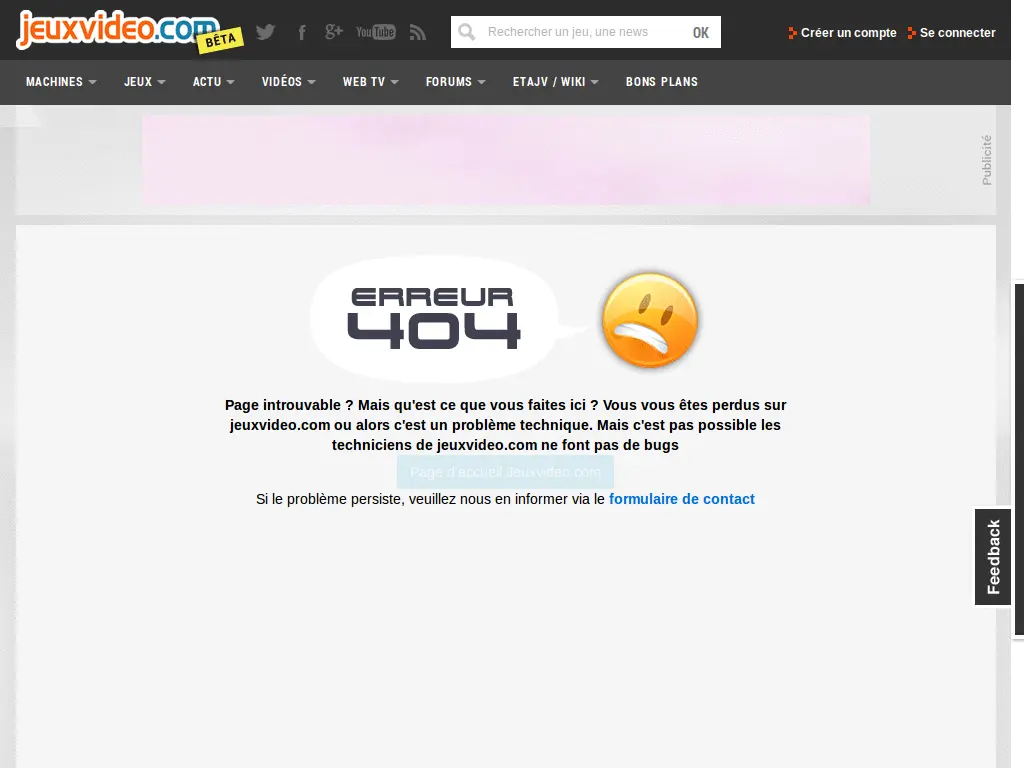 jeuxvideo.com
BÊTA
You Tube
Rechercher un jeu, une news
OK
Créer un compte
Se connecter
MACHINES
JEUX
ACTU
VIDÉOS
WEB TV
FORUMS
ETAJV / WIKI
BONS PLANS
Publicité
ERREUR
404
Page introuvable ? Mais qu'est ce que vous faites ici ? Vous vous êtes perdus sur
jeuxvideo.com ou alors c'est un problème technique. Mais c'est pas possible les
techniciens de jeuxvideo.com ne font pas de bugs
Page d'accueil Jeuxvideo.com
Si le problème persiste, veuillez nous en informer via le formulaire de contact
Feedback